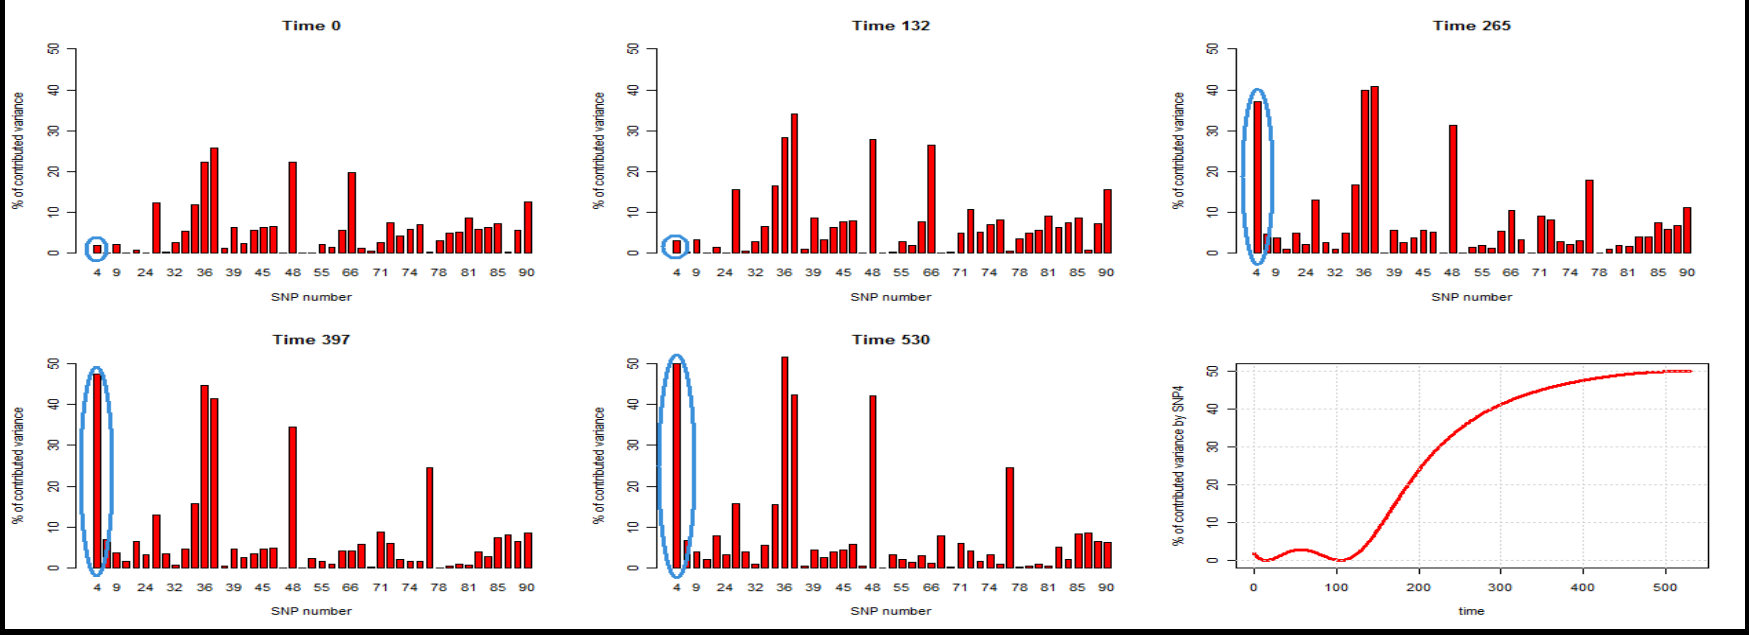 Time 0
50
40
30
20
10
0
% of contributed variance
4 9 24 32 36 39 45 48 55 66 71 74 78 81 85 90
SNP number
Time 132
50
40
30
20
10
0
% of contributed variance
4 9 24 32 36 39 45 48 55 66 71 74 78 81 85 90
SNP number
Time 265
50
40
30
20
10
0
% of contributed variance
4 9 24 32 36 39 45 48 55 66 71 74 78 81 85 90
SNP number
Time 397
50
40
30
20
10
0
% of contributed variance
4 9 24 32 36 39 45 48 55 66 71 74 78 81 85 90
SNP number
Time 530
50
40
30
20
10
0
% of contributed variance
4 9 24 32 36 39 45 48 55 66 71 74 78 81 85 90
SNP number
50
40
30
20
10
0
% of contributed variance by SNP4
0 100 200 300 400 500
time